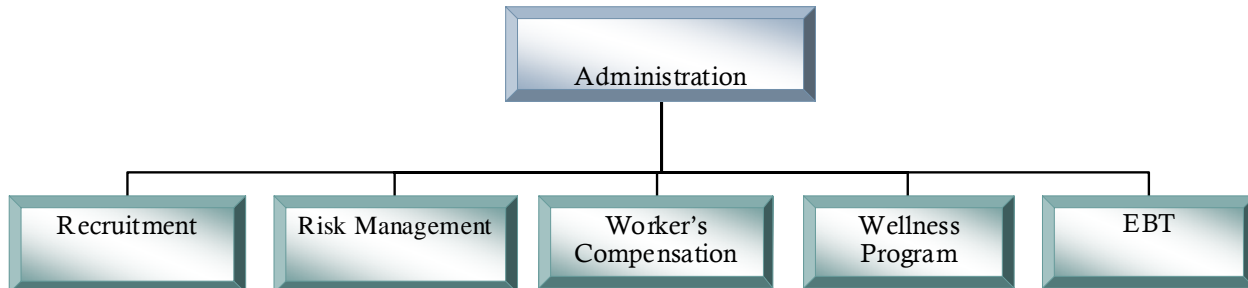 Administration
Recruitment
Risk Management
Worker's
Compensation
Wellness
Program
EBT